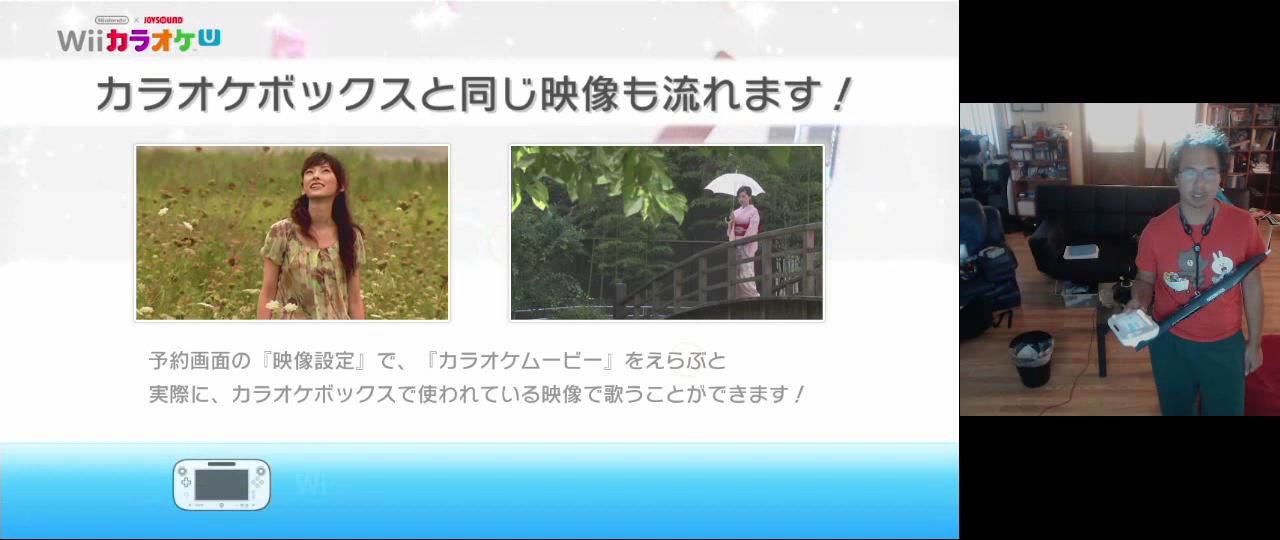 Nintendo × JOYSOUND
Wiiカラオケ U
カラオケボックスと同じ映像も流れます！
予約画面の『映像設定』で、『カラオケムービー』をえらぶと
実際に、カラオケボックスで使われている映像で歌うことができます！
Wi